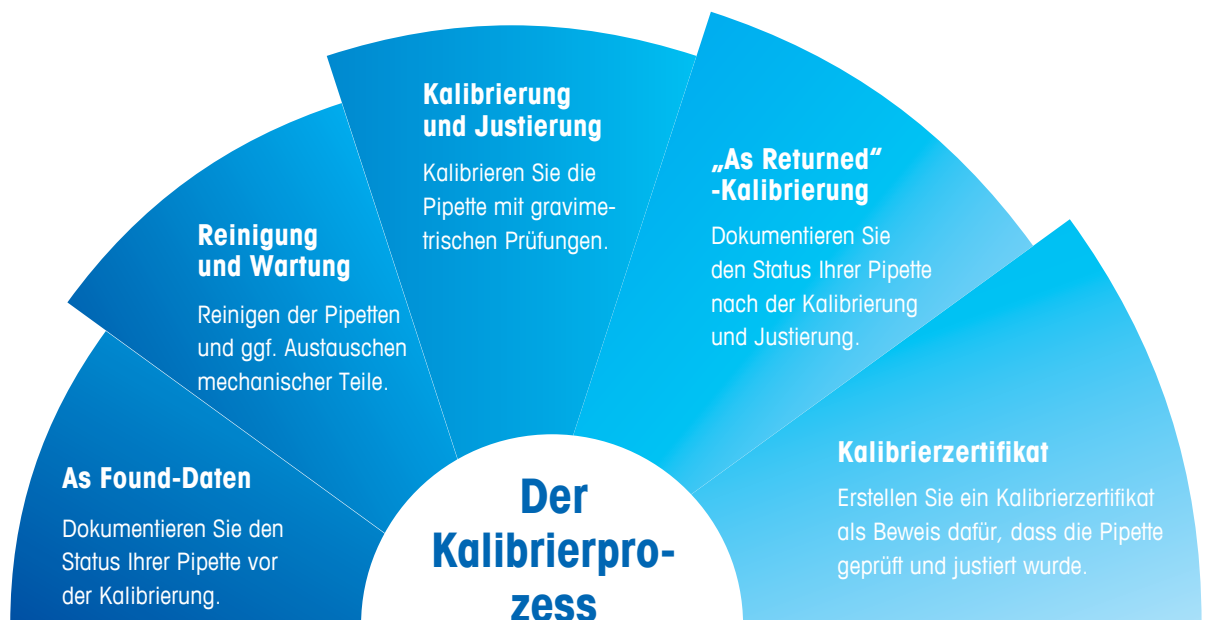 As Found-Daten
Dokumentieren Sie den
Status Ihrer Pipette vor
der Kalibrierung.
Reinigung
und Wartung
Reinigen der Pipetten
und ggf. Austauschen
mechanischer Teile.
Kalibrierung
und Justierung
Kalibrieren Sie die
Pipette mit gravime-
trischen Prüfungen.
„As Returned“
-Kalibrierung
Dokumentieren Sie
den Status Ihrer Pipette
nach der Kalibrierung
und Justierung.
Kalibrierzertifikat
Erstellen Sie ein Kalibrierzertifikat
als Beweis dafür, dass die Pipette
geprüft und justiert wurde.
Der
Kalibrierpro-
zess